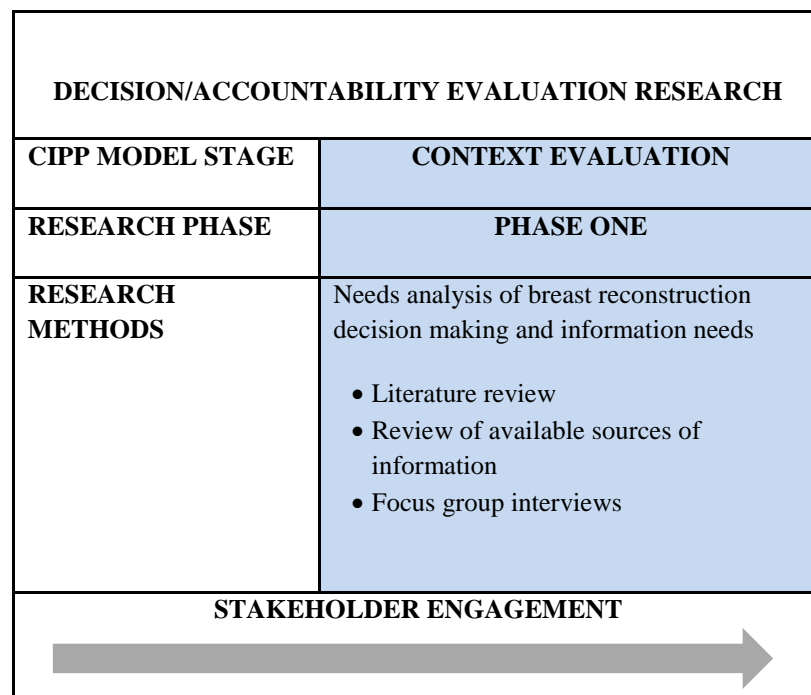 DECISION/ACCOUNTABILITY EVALUATION RESEARCH
CIPP MODEL STAGE
CONTEXT EVALUATION
RESEARCH PHASE
PHASE ONE
RESEARCH
METHODS
Needs analysis of breast reconstruction
decision making and information needs
• Literature review
• Review of available sources of
information
• Focus group interviews
STAKEHOLDER ENGAGEMENT